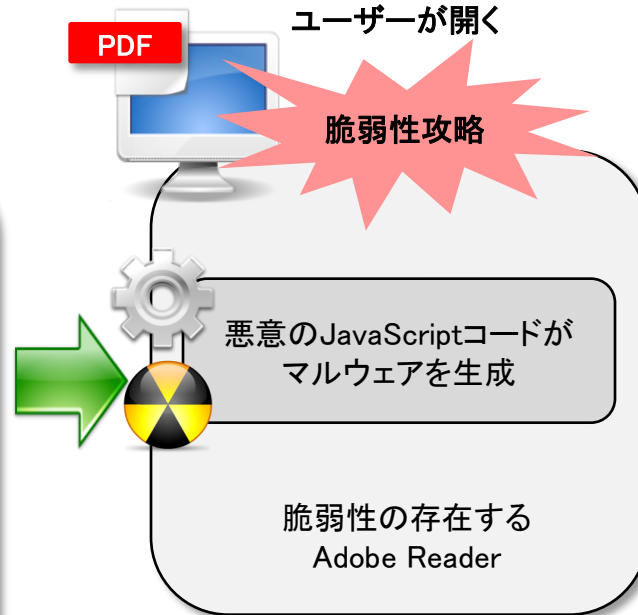 ユーザーが開く
PDF
脆弱性攻略
悪意のJavaScriptコードが
マルウェアを生成
脆弱性の存在する
Adobe Reader